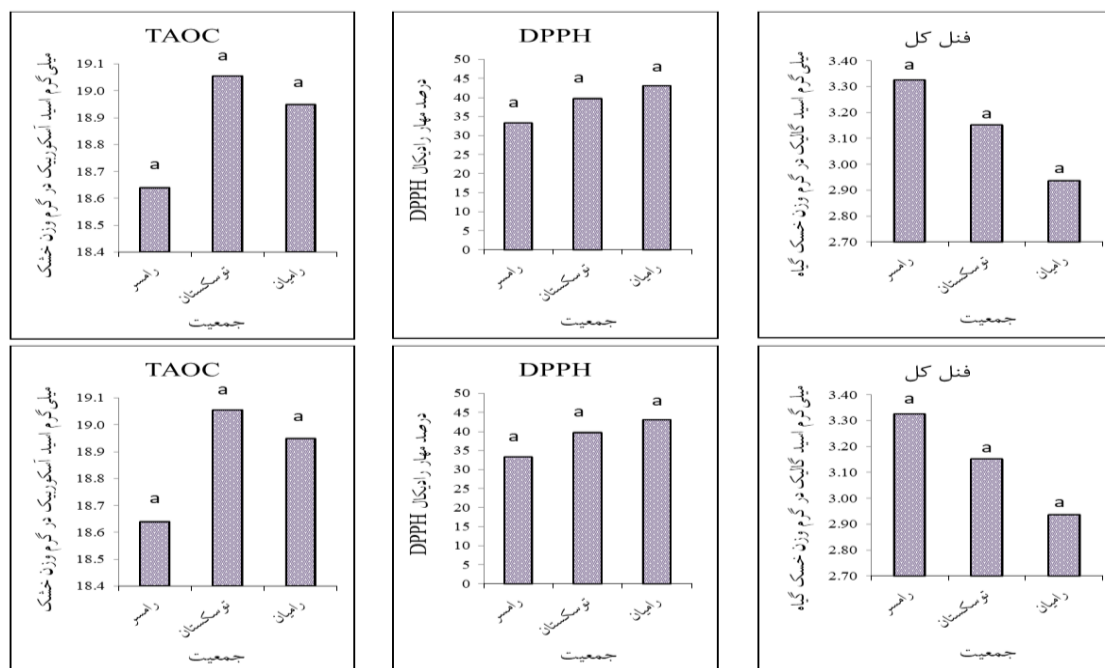 TAOC
میلی گرم اسید آسکوربیک در گرم وزن خشک
19.1
19.0
18.9
18.8
18.7
18.6
18.5
18.4
a
a
a
رامسر
توسکستان
رامیان
جمعیت
DPPH
درصد مهار رادیکال DPPH
50
45
40
35
30
25
20
15
10
5
0
a
a
a
رامسر
توسکستان
رامیان
جمعیت
فنل کل
میلی گرم اسید گالیک در گرم وزن خشک گیاه
3.40
3.30
3.20
3.10
3.00
2.90
2.80
2.70
a
a
a
رامسر
توسکستان
رامیان
جمعیت
TAOC
میلی گرم اسید آسکوربیک در گرم وزن خشک
19.1
19.0
18.9
18.8
18.7
18.6
18.5
18.4
a
a
a
رامسر
توسکستان
رامیان
جمعیت
DPPH
درصد مهار رادیکال DPPH
50
45
40
35
30
25
20
15
10
5
0
a
a
a
رامسر
توسکستان
رامیان
جمعیت
فنل کل
میلی گرم اسید گالیک در گرم وزن خشک گیاه
3.40
3.30
3.20
3.10
3.00
2.90
2.80
2.70
a
a
a
رامسر
توسکستان
رامیان
جمعیت